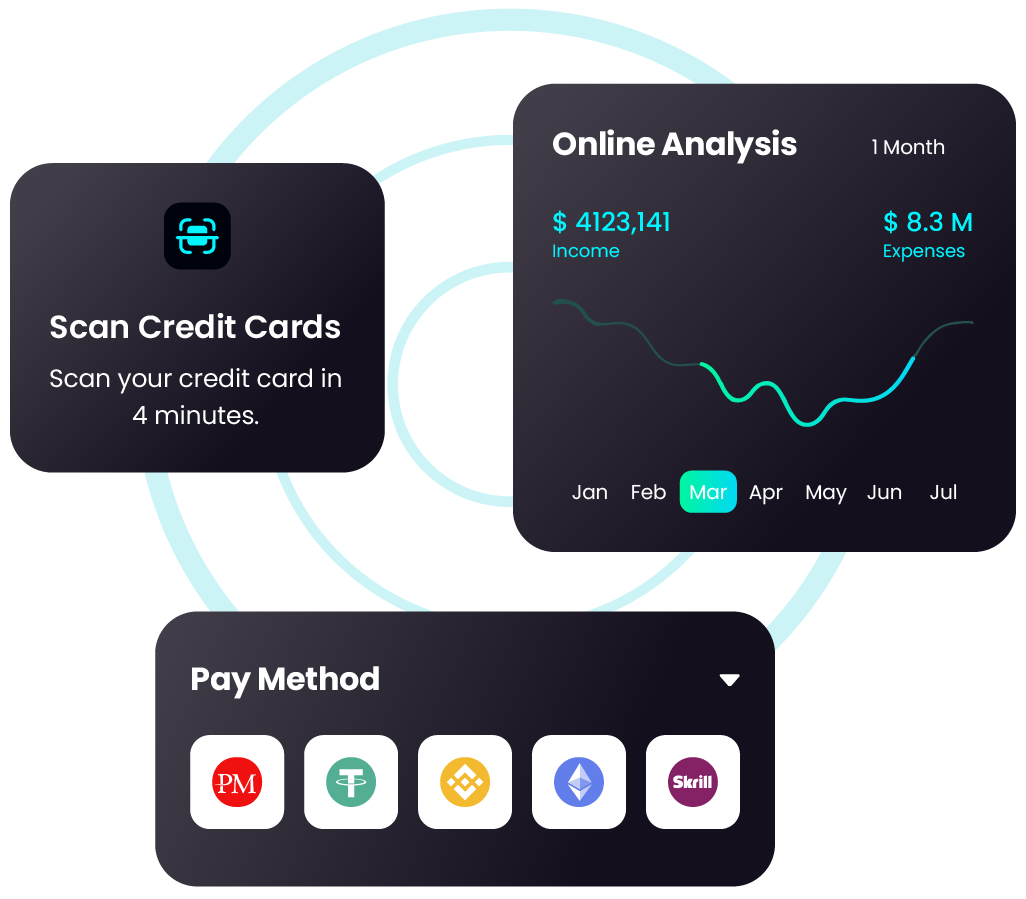 Scan Credit Cards
Scan your credit card in
4 minutes.
Online Analysis
1 Month
$ 4123,141
Income
$ 8.3 M
Expenses
Jan Feb Mar Apr May Jun Jul
Pay Method
PM
Skrill